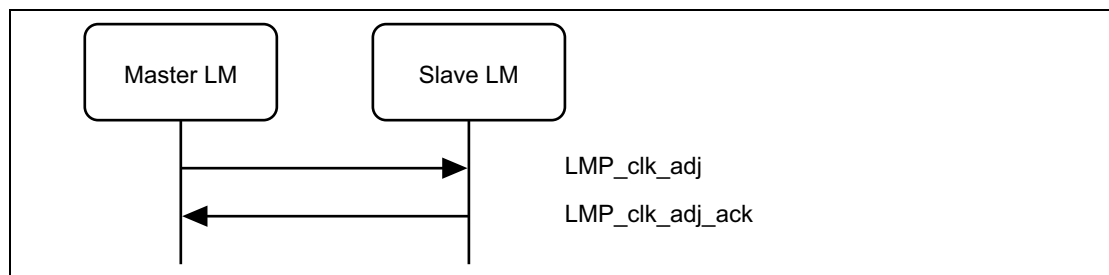 Master LM
Slave LM
LMP_clk_adj
LMP_clk_adj_ack